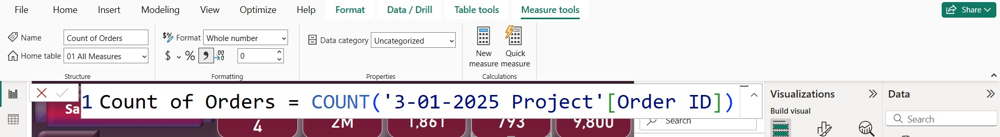 File Home Insert Modeling View Optimize Help Format Data / Drill Table tools Measure tools Share
Name Count of Orders
Home table 01 All Measures
Structure
$% Format Whole number
$ % , .00 .0 0
Formatting
Data category Uncategorized
Properties
New measure
Quick measure
Calculations
1 Count of Orders = COUNT('3-01-2025 Project'[Order ID])
Sa
4 2M 1,861 793 9,800
Search
Visualizations
Build visual
Data
Search